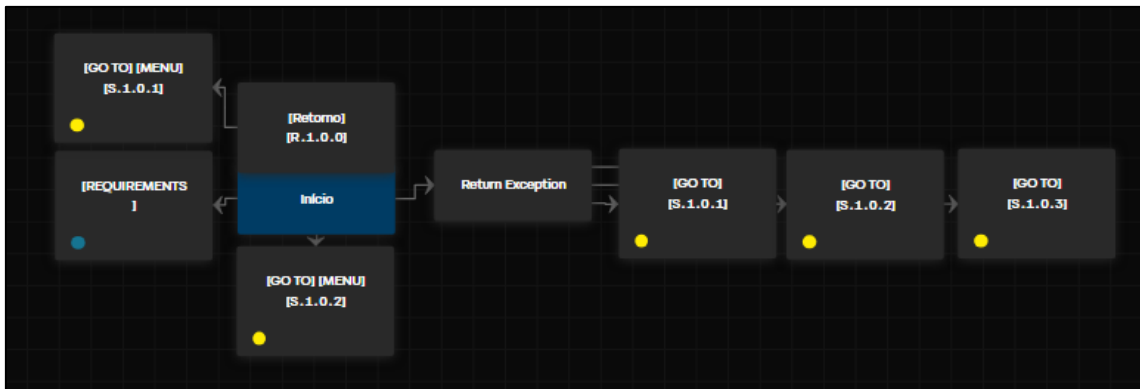 [GO TO] [MENU]
[S.1.0.1]
[Retorno]
[R.1.0.0]
[REQUIREMENTS
]
Início
Return Exception
[GO TO]
[S.1.0.1]
[GO TO]
[S.1.0.2]
[GO TO]
[S.1.0.3]
[GO TO] [MENU]
[S.1.0.2]